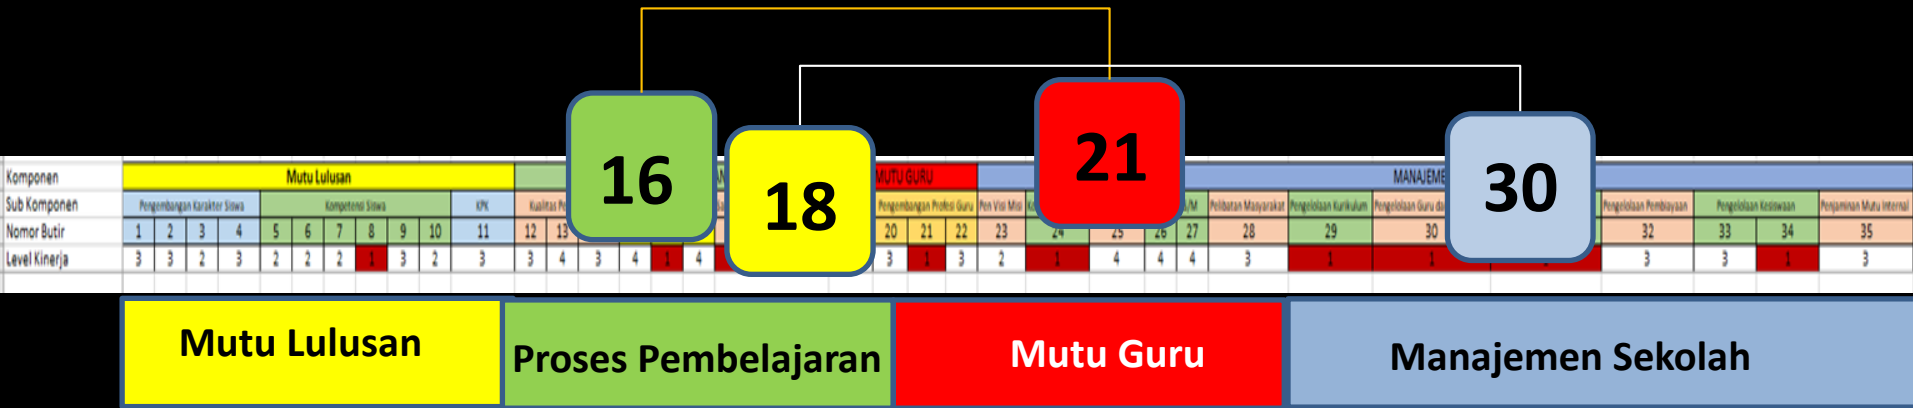 16
18
21
30
Komponen Mutu Lulusan MUTU GURU
Sub Komponen Pengembangan Karakter Siswa Kompetensi Siswa KPK Pengembangan Profesi Guru Pen Visi Misi Pelibatan Masyarakat Pengelolaan Kurikulum Pengelolaan Guru Pengelolaan Pembiayaan Pengelolaan Kesiswaan Penjaminan Mutu Internal
Nomor Butir 1 2 3 4 5 6 7 8 9 10 11 12 13 20 21 22 23 24 25 26 27 28 29 30 32 33 34 35
Level Kinerja 3 3 2 3 2 2 2 1 3 2 3 3 4 3 4 1 4 3 1 3 2 1 4 4 4 3 1 1 3 3 1 3
Mutu Lulusan
Proses Pembelajaran
Mutu Guru
Manajemen Sekolah